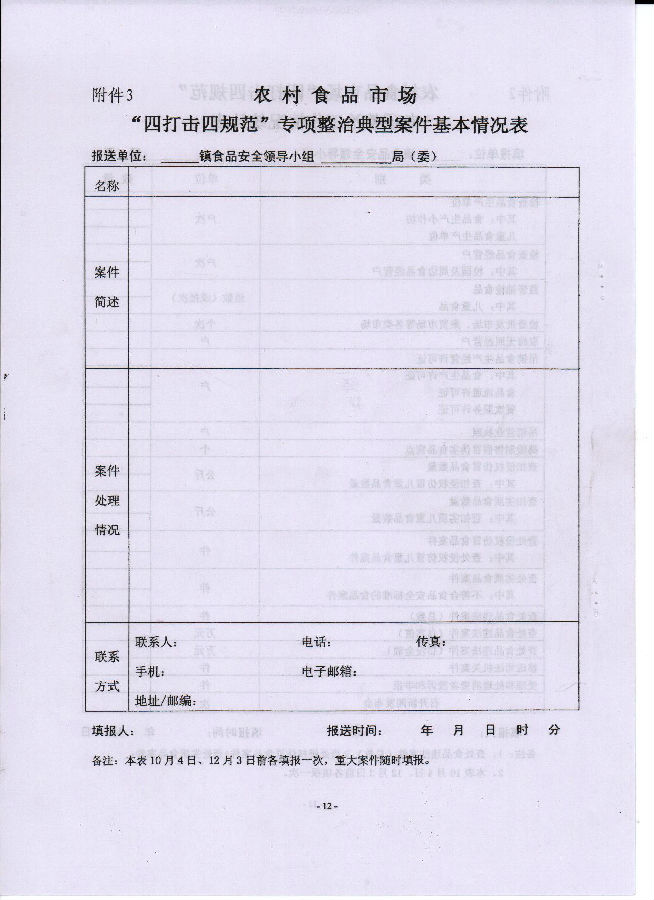 附件3
农村食品市场
“四打击四规范”专项整治典型案件基本情况表
报送单位：______镇食品安全领导小组 __________局（委）
名称
案件
简述
案件
处理
情况
联系
方式
联系人： 电话： 传真：
手机： 电子邮箱：
地址/邮编：
填报人： 报送时间： 年 月 日 时 分
备注：本表10月4日、12月3日前各填报一次，重大案件随时填报。
- 12 -